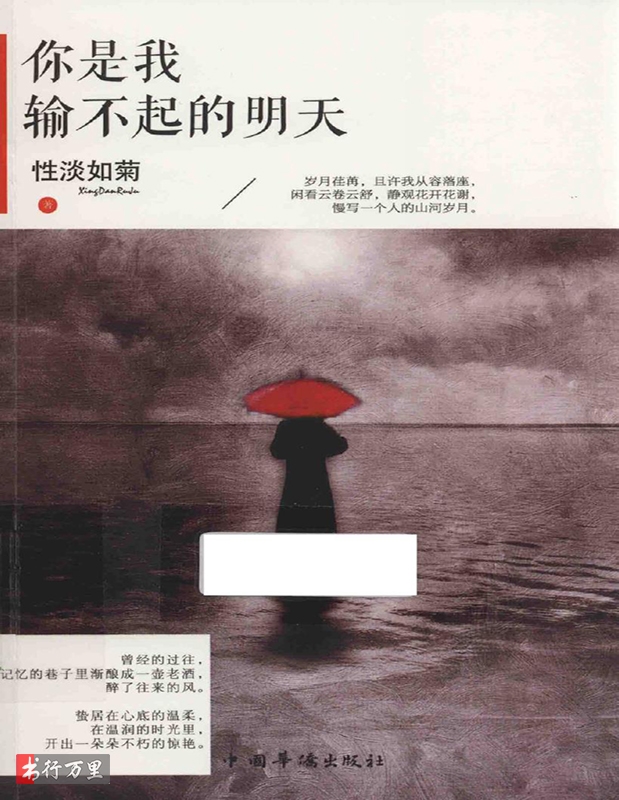 你是我
输不起的明天
性淡如菊
XingDanRuJu
著
岁月荏苒，且许我从容落座，
闲看云卷云舒，静观花开花谢，
慢写一个人的山河岁月。
曾经的过往，
记忆的巷子里渐酿成一壶老酒，
醉了往来的风。
蛰居在心底的温柔，
在温润的时光里，
开出一朵朵不朽的惊艳。
中国华侨出版社
书行万里